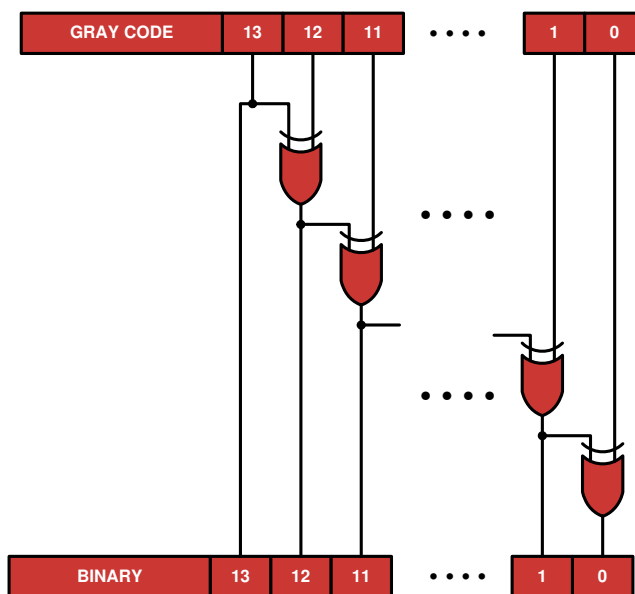 GRAY CODE 13 12 11 • • • • 1 0
BINARY 13 12 11 • • • • 1 0